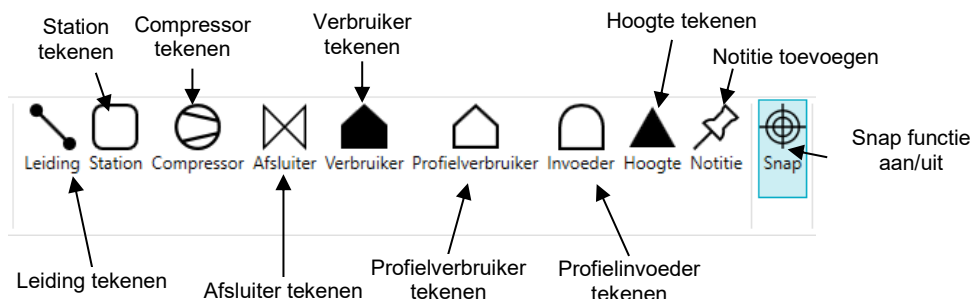 Station
tekenen
Compressor
tekenen
Verbruiker
tekenen
Hoogte tekenen
Notitie toevoegen
Leiding Station Compressor Afsluiter Verbruiker Profielverbruiker Invoeder Hoogte Notitie Snap
Snap functie
aan/uit
Leiding tekenen
Afsluiter tekenen
Profielverbruiker
tekenen
Profielinvoeder
tekenen